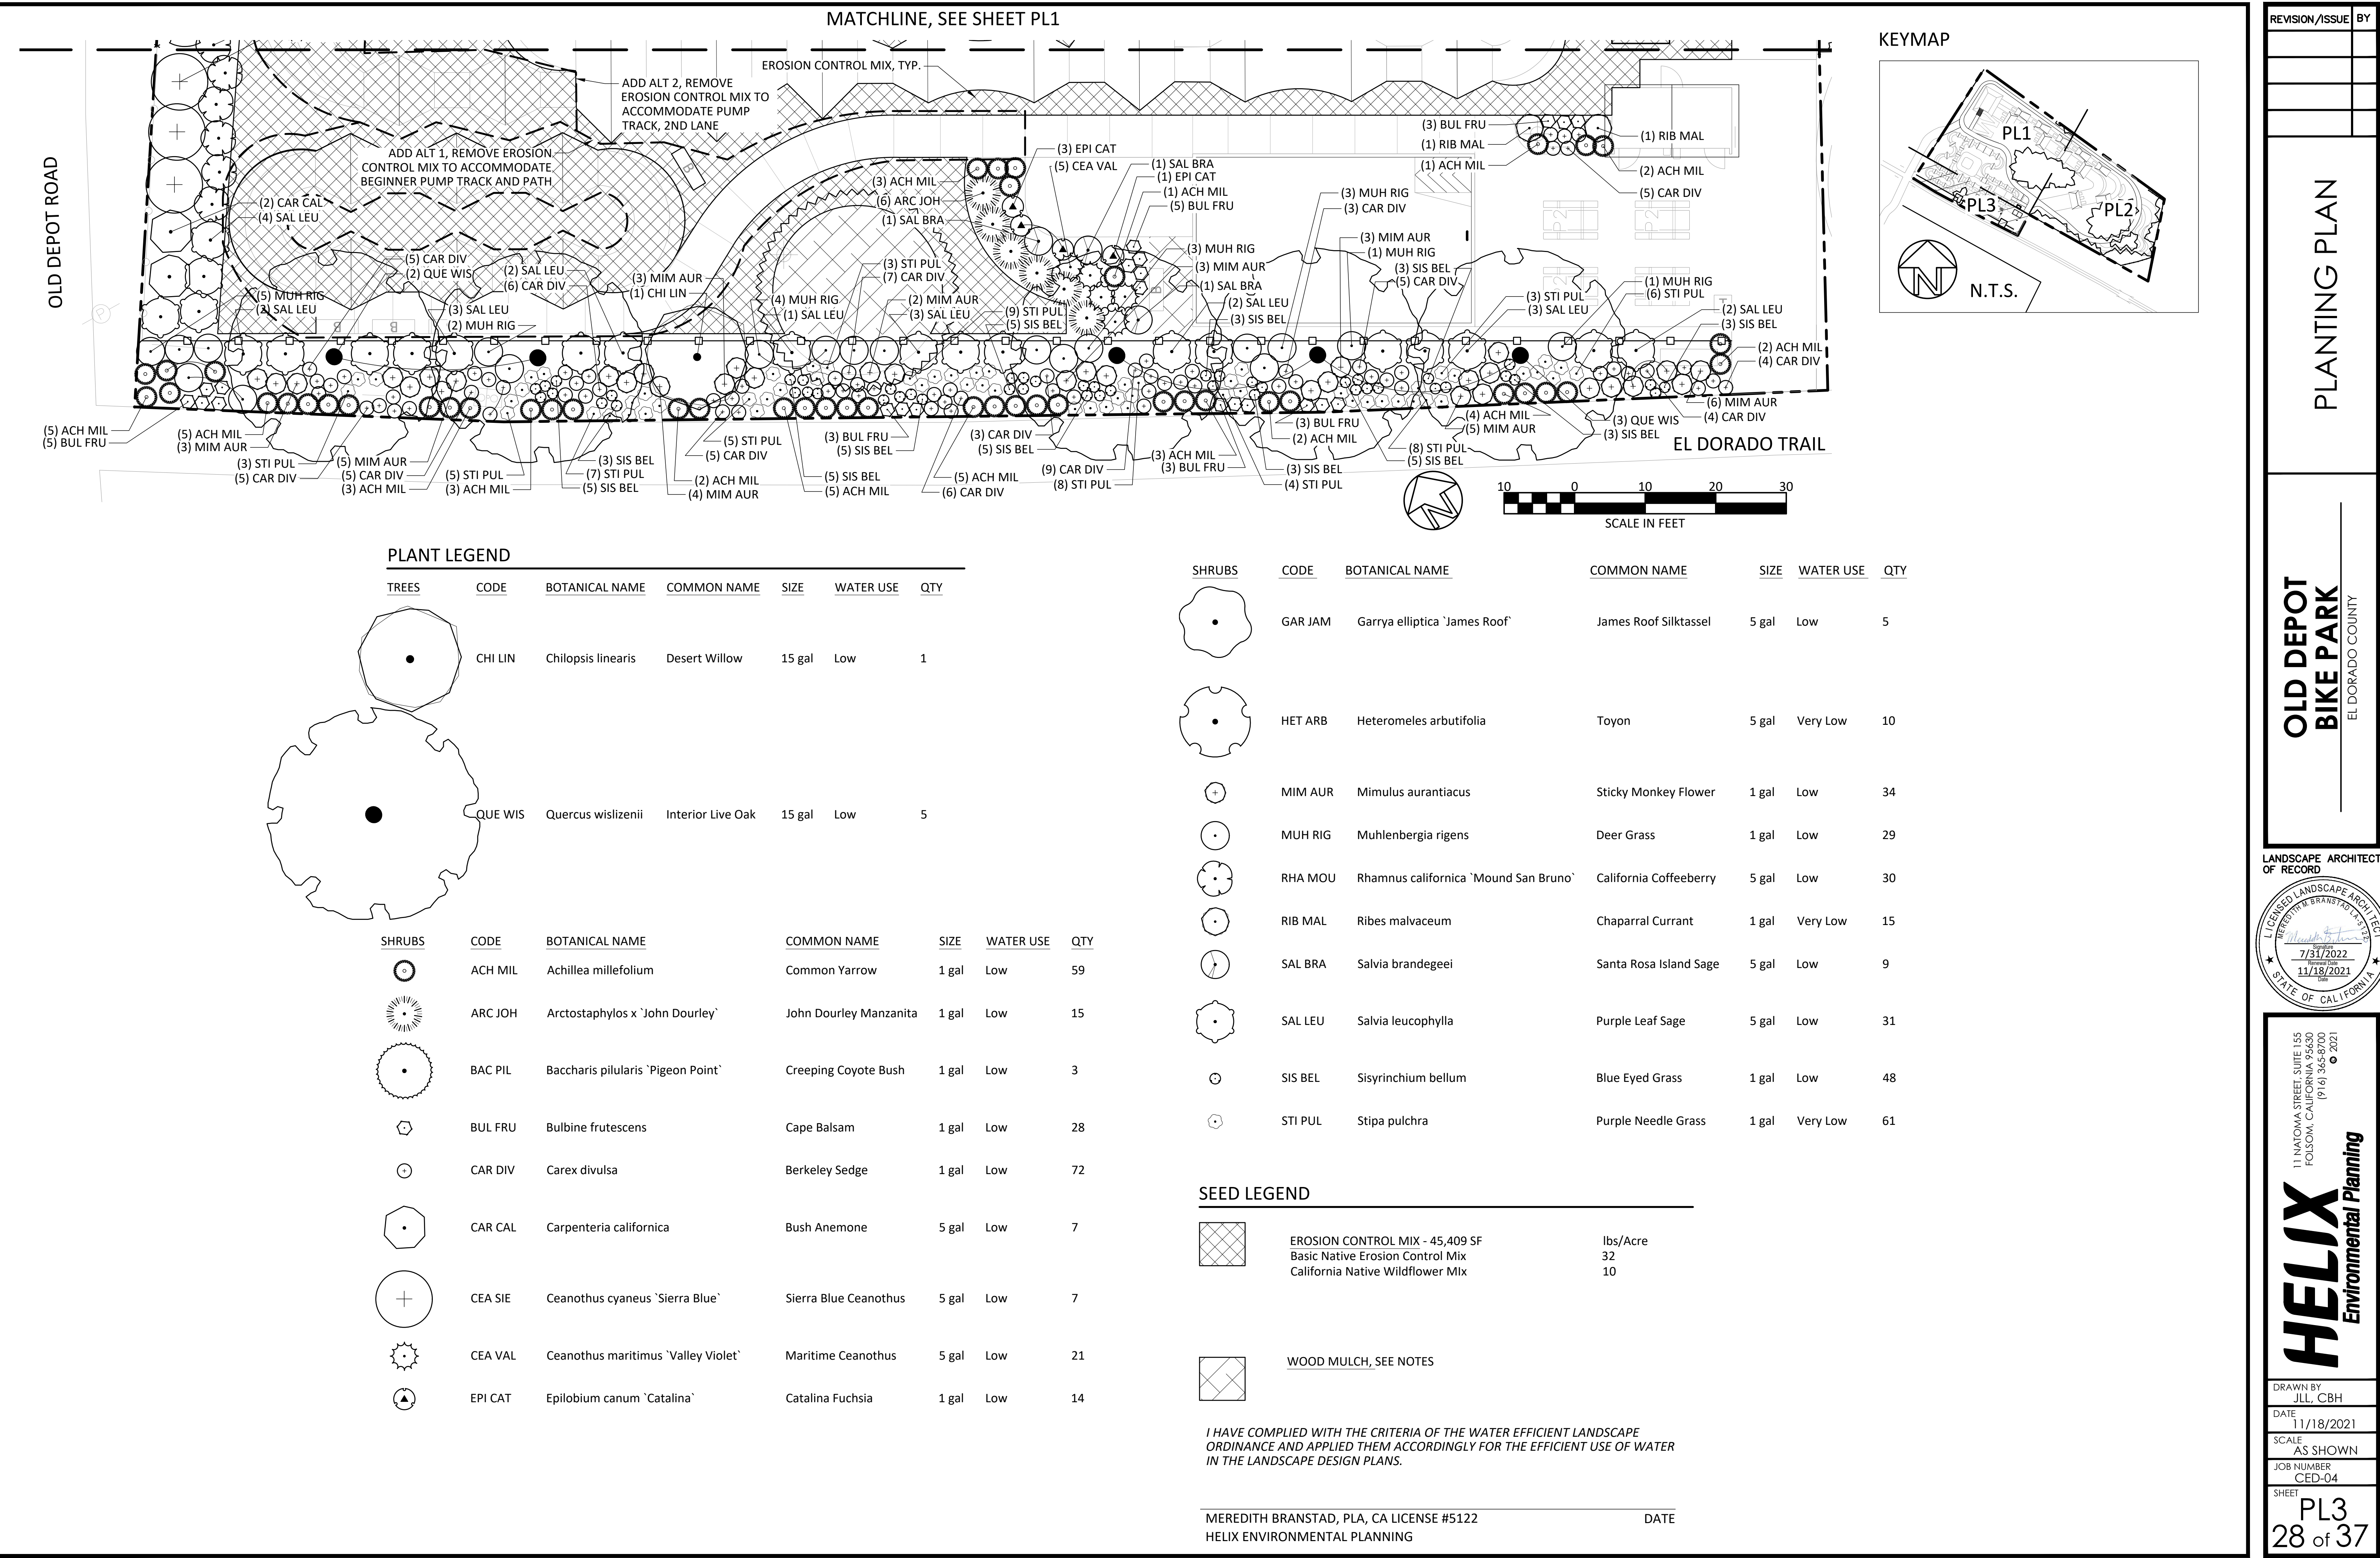 MATCHLINE, SEE SHEET PL1
KEYMAP
PL1
PL3
PL2
N
N.T.S.
OLD DEPOT ROAD
EROSION CONTROL MIX, TYP.
ADD ALT 2, REMOVE
EROSION CONTROL MIX TO
ACCOMMODATE PUMP
TRACK, 2ND LANE
ADD ALT 1, REMOVE EROSION
CONTROL MIX TO ACCOMMODATE
BEGINNER PUMP TRACK AND PATH
(2) CAR CAL
(4) SAL LEU
(3) EPI CAT
(5) CEA VAL
(3) ACH MIL
(6) ARC JOH
(1) SAL BRA
(1) SAL BRA
(1) EPI CAT
(1) ACH MIL
(5) BUL FRU
(3) BUL FRU
(1) RIB MAL
(1) ACH MIL
(1) RIB MAL
(2) ACH MIL
(5) CAR DIV
(3) MUH RIG
(3) CAR DIV
(3) MIM AUR
(1) MUH RIG
(3) SIS BEL
(5) CAR DIV
(3) MUH RIG
(3) MIM AUR
(1) SAL BRA
(2) SAL LEU
(3) SIS BEL
(5) CAR DIV
(2) QUE WIS
(2) SAL LEU
(6) CAR DIV
(5) MUH RIG
(2) SAL LEU
(3) SAL LEU
(2) MUH RIG
(3) MIM AUR
(1) CHI LIN
(4) MUH RIG
(1) SAL LEU
(3) STI PUL
(7) CAR DIV
(2) MIM AUR
(3) SAL LEU
(9) STI PUL
(5) SIS BEL
(3) STI PUL
(3) SAL LEU
(1) MUH RIG
(6) STI PUL
(2) SAL LEU
(3) SIS BEL
(2) ACH MIL
(4) CAR DIV
(6) MIM AUR
(4) CAR DIV
(3) QUE WIS
(3) SIS BEL
(4) ACH MIL
(5) MIM AUR
(8) STI PUL
(5) SIS BEL
(3) BUL FRU
(2) ACH MIL
(3) SIS BEL
(4) STI PUL
(3) ACH MIL
(3) BUL FRU
(9) CAR DIV
(8) STI PUL
(3) CAR DIV
(5) SIS BEL
(5) ACH MIL
(6) CAR DIV
(3) BUL FRU
(5) SIS BEL
(5) SIS BEL
(5) ACH MIL
(5) STI PUL
(5) CAR DIV
(2) ACH MIL
(4) MIM AUR
(3) SIS BEL
(7) STI PUL
(5) SIS BEL
(5) STI PUL
(3) ACH MIL
(5) MIM AUR
(5) CAR DIV
(3) ACH MIL
(3) STI PUL
(5) CAR DIV
(5) ACH MIL
(3) MIM AUR
(5) ACH MIL
(5) BUL FRU
EL DORADO TRAIL
N
10 0 10 20 30
SCALE IN FEET
PLANT LEGEND
TREES CODE BOTANICAL NAME COMMON NAME SIZE WATER USE QTY
CHI LIN Chilopsis linearis Desert Willow 15 gal Low 1
QUE WIS Quercus wislizenii Interior Live Oak 15 gal Low 5
SHRUBS CODE BOTANICAL NAME COMMON NAME SIZE WATER USE QTY
ACH MIL Achillea millefolium Common Yarrow 1 gal Low 59
ARC JOH Arctostaphylos x `John Dourley` John Dourley Manzanita 1 gal Low 15
BAC PIL Baccharis pilularis `Pigeon Point` Creeping Coyote Bush 1 gal Low 3
BUL FRU Bulbine frutescens Cape Balsam 1 gal Low 28
CAR DIV Carex divulsa Berkeley Sedge 1 gal Low 72
CAR CAL Carpenteria californica Bush Anemone 5 gal Low 7
CEA SIE Ceanothus cyaneus `Sierra Blue` Sierra Blue Ceanothus 5 gal Low 7
CEA VAL Ceanothus maritimus `Valley Violet` Maritime Ceanothus 5 gal Low 21
EPI CAT Epilobium canum `Catalina` Catalina Fuchsia 1 gal Low 14
SHRUBS CODE BOTANICAL NAME COMMON NAME SIZE WATER USE QTY
GAR JAM Garrya elliptica `James Roof` James Roof Silktassel 5 gal Low 5
HET ARB Heteromeles arbutifolia Toyon 5 gal Very Low 10
MIM AUR Mimulus aurantiacus Sticky Monkey Flower 1 gal Low 34
MUH RIG Muhlenbergia rigens Deer Grass 1 gal Low 29
RHA MOU Rhamnus californica `Mound San Bruno` California Coffeeberry 5 gal Low 30
RIB MAL Ribes malvaceum Chaparral Currant 1 gal Very Low 15
SAL BRA Salvia brandegeei Santa Rosa Island Sage 5 gal Low 9
SAL LEU Salvia leucophylla Purple Leaf Sage 5 gal Low 31
SIS BEL Sisyrinchium bellum Blue Eyed Grass 1 gal Low 48
STI PUL Stipa pulchra Purple Needle Grass 1 gal Very Low 61
SEED LEGEND
EROSION CONTROL MIX - 45,409 SF lbs/Acre
Basic Native Erosion Control Mix 32
California Native Wildflower MIx 10
WOOD MULCH, SEE NOTES
I HAVE COMPLIED WITH THE CRITERIA OF THE WATER EFFICIENT LANDSCAPE
ORDINANCE AND APPLIED THEM ACCORDINGLY FOR THE EFFICIENT USE OF WATER
IN THE LANDSCAPE DESIGN PLANS.
MEREDITH BRANSTAD, PLA, CA LICENSE #5122 DATE
HELIX ENVIRONMENTAL PLANNING
REVISION/ISSUE BY
PLANTING PLAN
OLD DEPOT
BIKE PARK
EL DORADO COUNTY
LANDSCAPE ARCHITECT
OF RECORD
LICENSED LANDSCAPE ARCHITECT
MEREDITH M. BRANSTAD LA-5122
Signature
7/31/2022
Renewal Date
11/18/2021
Date
STATE OF CALIFORNIA
11 NATOMA STREET, SUITE 155
FOLSOM, CALIFORNIA 95630
(916) 365-8700
© 2021
HELIX
Environmental Planning
DRAWN BY
JLL, CBH
DATE
11/18/2021
SCALE
AS SHOWN
JOB NUMBER
CED-04
SHEET
PL3
28 of 37